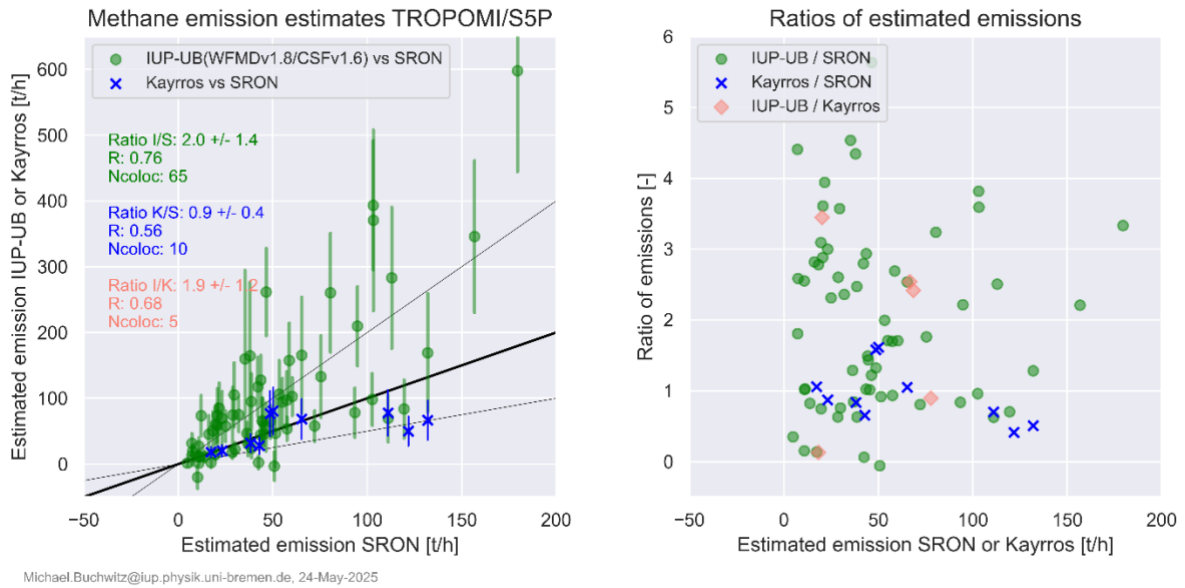 Methane emission estimates TROPOMI/S5P
IUP-UB(WFMDv1.8/CSFv1.6) vs SRON
Kayrros vs SRON
Ratio I/S: 2.0 +/- 1.4
R: 0.76
Ncoloc: 65
Ratio K/S: 0.9 +/- 0.4
R: 0.56
Ncoloc: 10
Ratio I/K: 1.9 +/- 1.2
R: 0.68
Ncoloc: 5
Estimated emission IUP-UB or Kayrros [t/h]
600
500
400
300
200
100
0
−50 0 50 100 150 200
Estimated emission SRON [t/h]
Ratios of estimated emissions
IUP-UB / SRON
Kayrros / SRON
IUP-UB / Kayrros
Ratio of emissions [-]
6
5
4
3
2
1
0
−50 0 50 100 150 200
Estimated emission SRON or Kayrros [t/h]
Michael.Buchwitz@iup.physik.uni-bremen.de, 24-May-2025